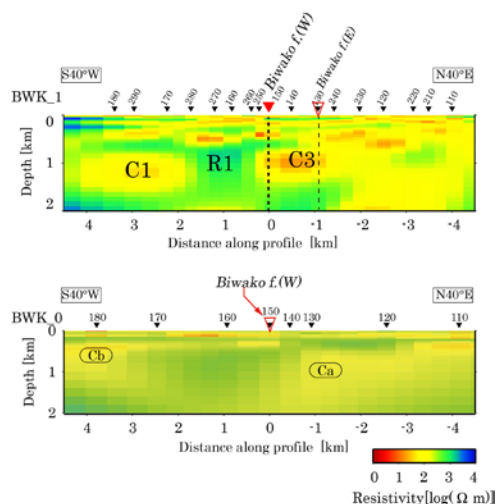 Biwako f.(W)
Biwako f.(E)
S40°W
N40°E
BWK_1
180 290 170 280 270 160 260 250 150 140 130 240 230 120 220 210 110
0
1
2
Depth [km]
C1 R1 C3
4 3 2 1 0 -1 -2 -3 -4
Distance along profile [km]
Biwako f.(W)
S40°W
N40°E
BWK
0 180 170 160 150 140 130 120 110
0
1
2
Depth [km]
Cb
Ca
4 3 2 1 0 -1 -2 -3 -4
Distance along profile [km]
0 1 2 3 4
Resistivity[log(Ω m)]